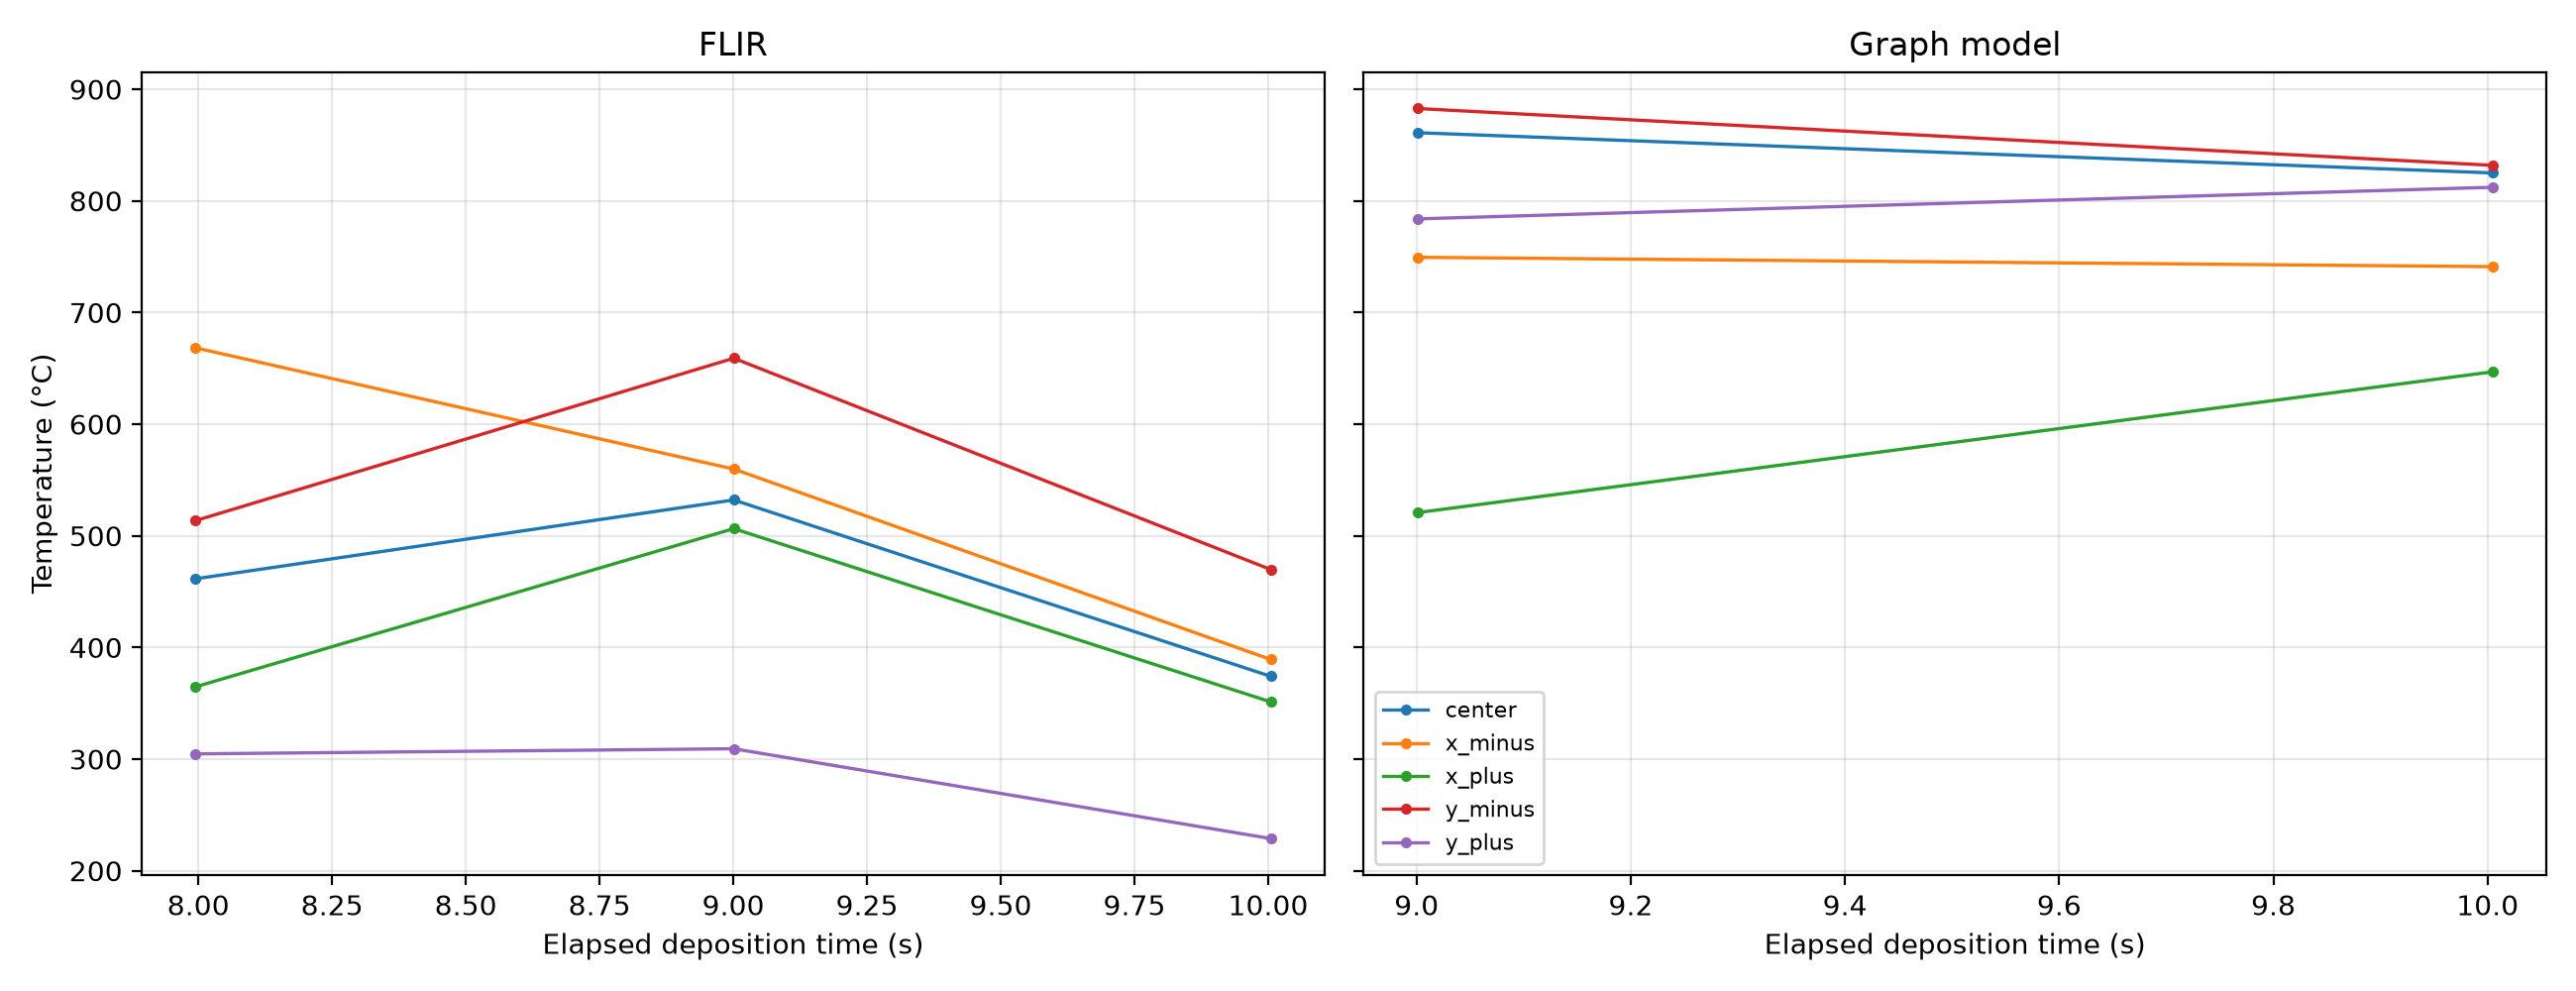 FLIR
Graph model
900
800
700
600
500
400
300
200
Temperature (°C)
8.00 8.25 8.50 8.75 9.00 9.25 9.50 9.75 10.00
Elapsed deposition time (s)
center
x_minus
x_plus
y_minus
y_plus
9.0 9.2 9.4 9.6 9.8 10.0
Elapsed deposition time (s)